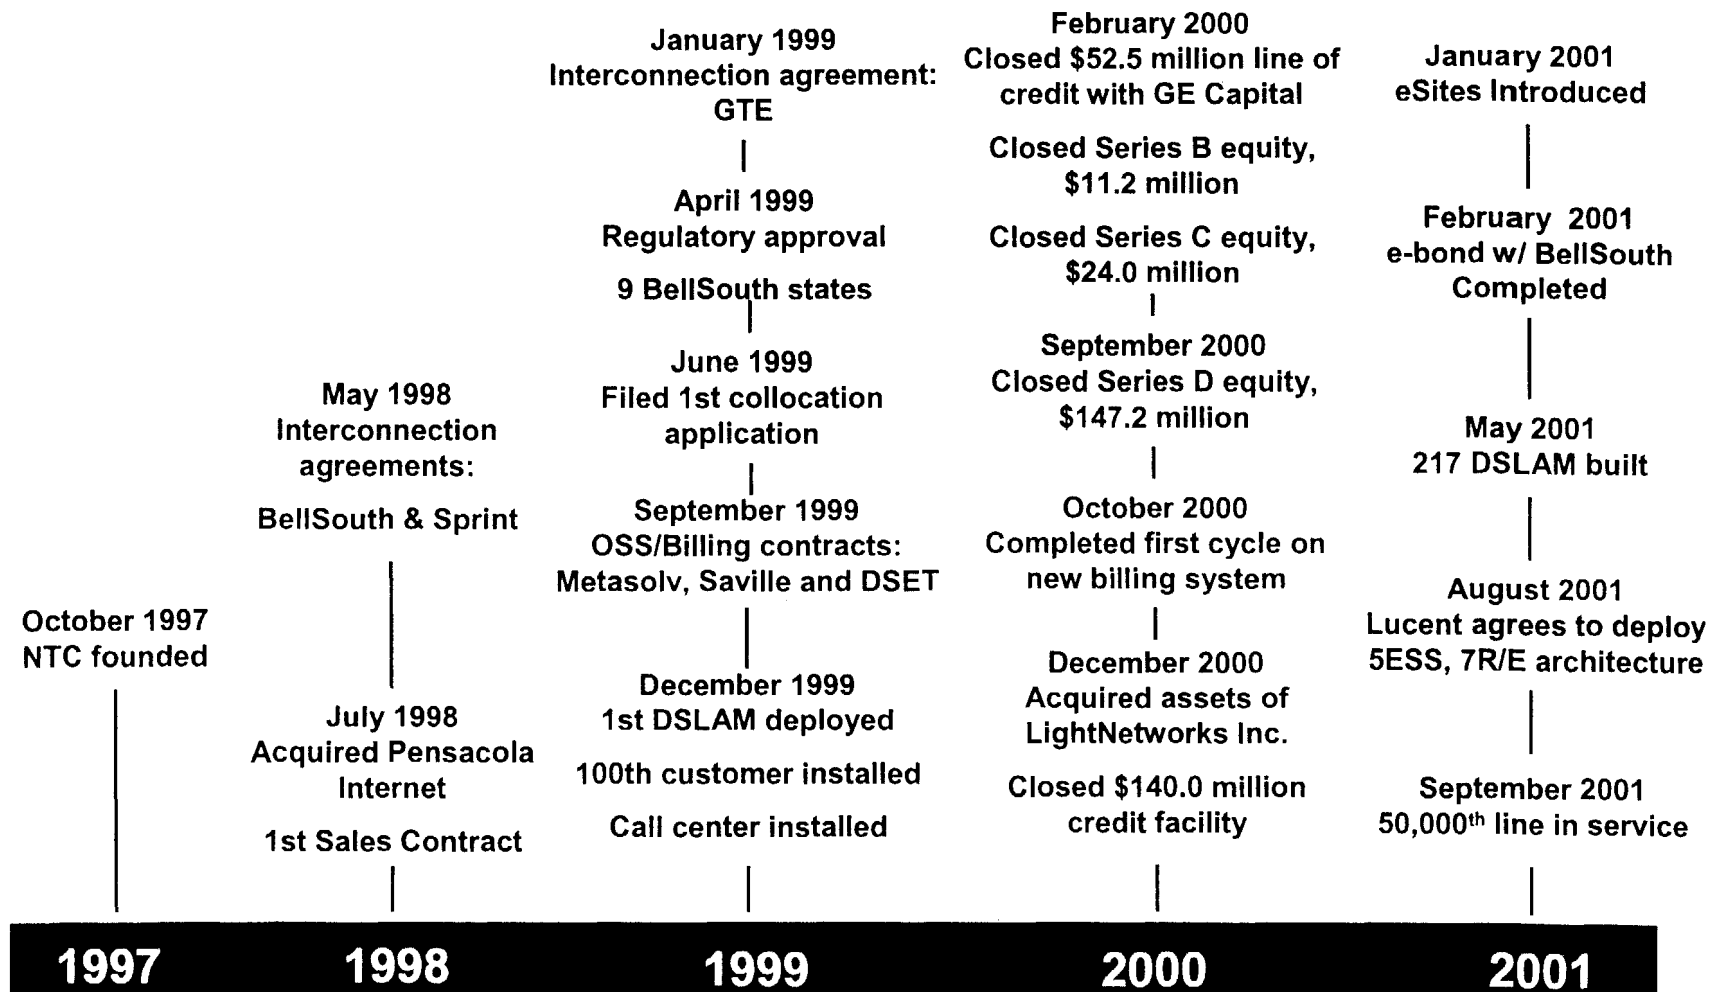 October 1997
NTC founded
May 1998
Interconnection
agreements:
BellSouth & Sprint
July 1998
Acquired Pensacola
Internet
1st Sales Contract
January 1999
Interconnection agreement:
GTE
April 1999
Regulatory approval
9 BellSouth states
June 1999
Filed 1st collocation
application
September 1999
OSS/Billing contracts:
Metasolv, Saville and DSET
December 1999
1st DSLAM deployed
100th customer installed
Call center installed
February 2000
Closed $52.5 million line of
credit with GE Capital
Closed Series B equity,
$11.2 million
Closed Series C equity,
$24.0 million
September 2000
Closed Series D equity,
$147.2 million
October 2000
Completed first cycle on
new billing system
December 2000
Acquired assets of
LightNetworks Inc.
Closed $140.0 million
credit facility
January 2001
eSites Introduced
February 2001
e-bond w/ BellSouth
Completed
May 2001
217 DSLAM built
August 2001
Lucent agrees to deploy
5ESS, 7R/E architecture
September 2001
50,000th line in service
1997 1998 1999 2000 2001